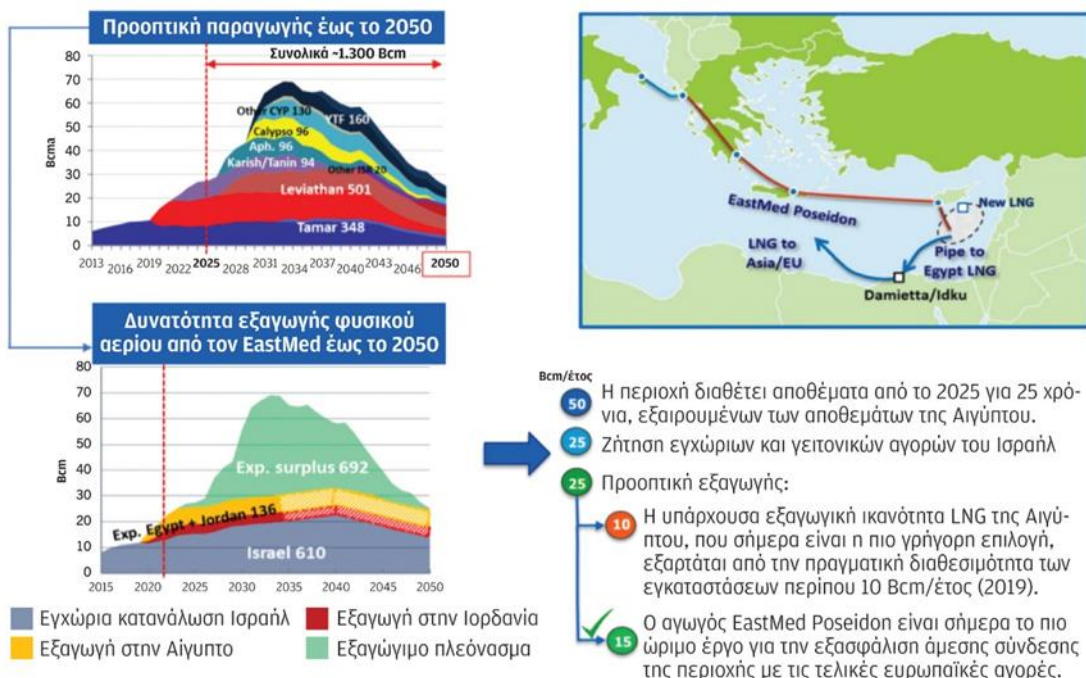 Προοπτική παραγωγής έως το 2050
Συνολικά ~1.300 Bcm
80
70
60
50
40
30
20
10
0
Bcma
Other CYP 130
YTF 160
Calypso 96
Aph. 96
Karish/Tanin 94
Other ISR 20
Leviathan 501
Tamar 348
2013 2016 2019 2022 2025 2028 2031 2034 2037 2040 2043 2046 2050
EastMed Poseidon
New LNG
LNG to
Asia/EU
Pipe to
Egypt LNG
Damietta/Idku
Δυνατότητα εξαγωγής φυσικού
αερίου από τον EastMed έως το 2050
80
70
60
50
40
30
20
10
0
Bcm
Exp. surplus 692
Exp. Egypt + Jordan 136
Israel 610
2015 2020 2025 2030 2035 2040 2045 2050
Εγχώρια κατανάλωση Ισραήλ
Εξαγωγή στην Ιορδανία
Εξαγωγή στην Αίγυπτο
Εξαγώγιμο πλεόνασμα
Bcm/έτος
50 Η περιοχή διαθέτει αποθέματα από το 2025 για 25 χρό-
νια, εξαιρουμένων των αποθεμάτων της Αιγύπτου.
25 Ζήτηση εγχώριων και γειτονικών αγορών του Ισραήλ
25 Προοπτική εξαγωγής:
10 Η υπάρχουσα εξαγωγική ικανότητα LNG της Αιγύ-
πτου, που σήμερα είναι η πιο γρήγορη επιλογή,
εξαρτάται από την πραγματική διαθεσιμότητα των
εγκαταστάσεων περίπου 10 Bcm/έτος (2019).
15 Ο αγωγός EastMed Poseidon είναι σήμερα το πιο
ώριμο έργο για την εξασφάλιση άμεσης σύνδεσης
της περιοχής με τις τελικές ευρωπαϊκές αγορές.